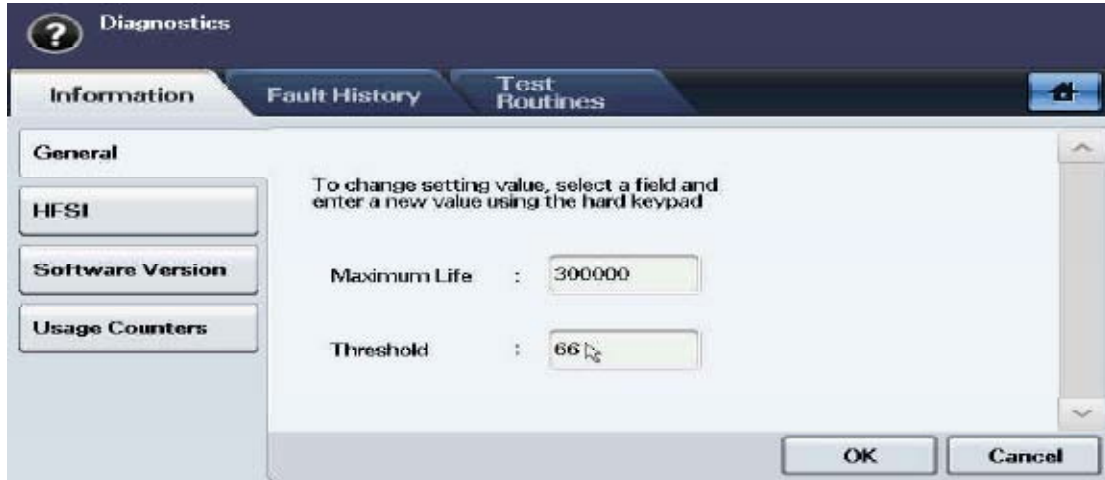 ?
Diagnostics
Information
Fault History
Test
Routines
General
HFSI
Software Version
Usage Counters
To change setting value, select a field and
enter a new value using the hard keypad
Maximum Life : 300000
Threshold : 66
OK
Cancel